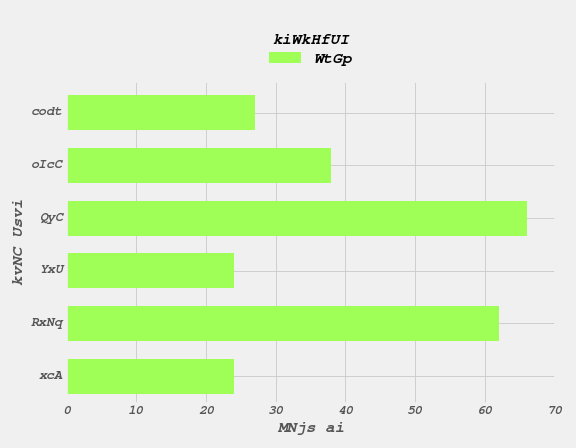 kiWkHfUI
WtGp
codt
oIcC
QyC
YxU
RxNq
xcA
kvNC Usvi
0 10 20 30 40 50 60 70
MNjs ai